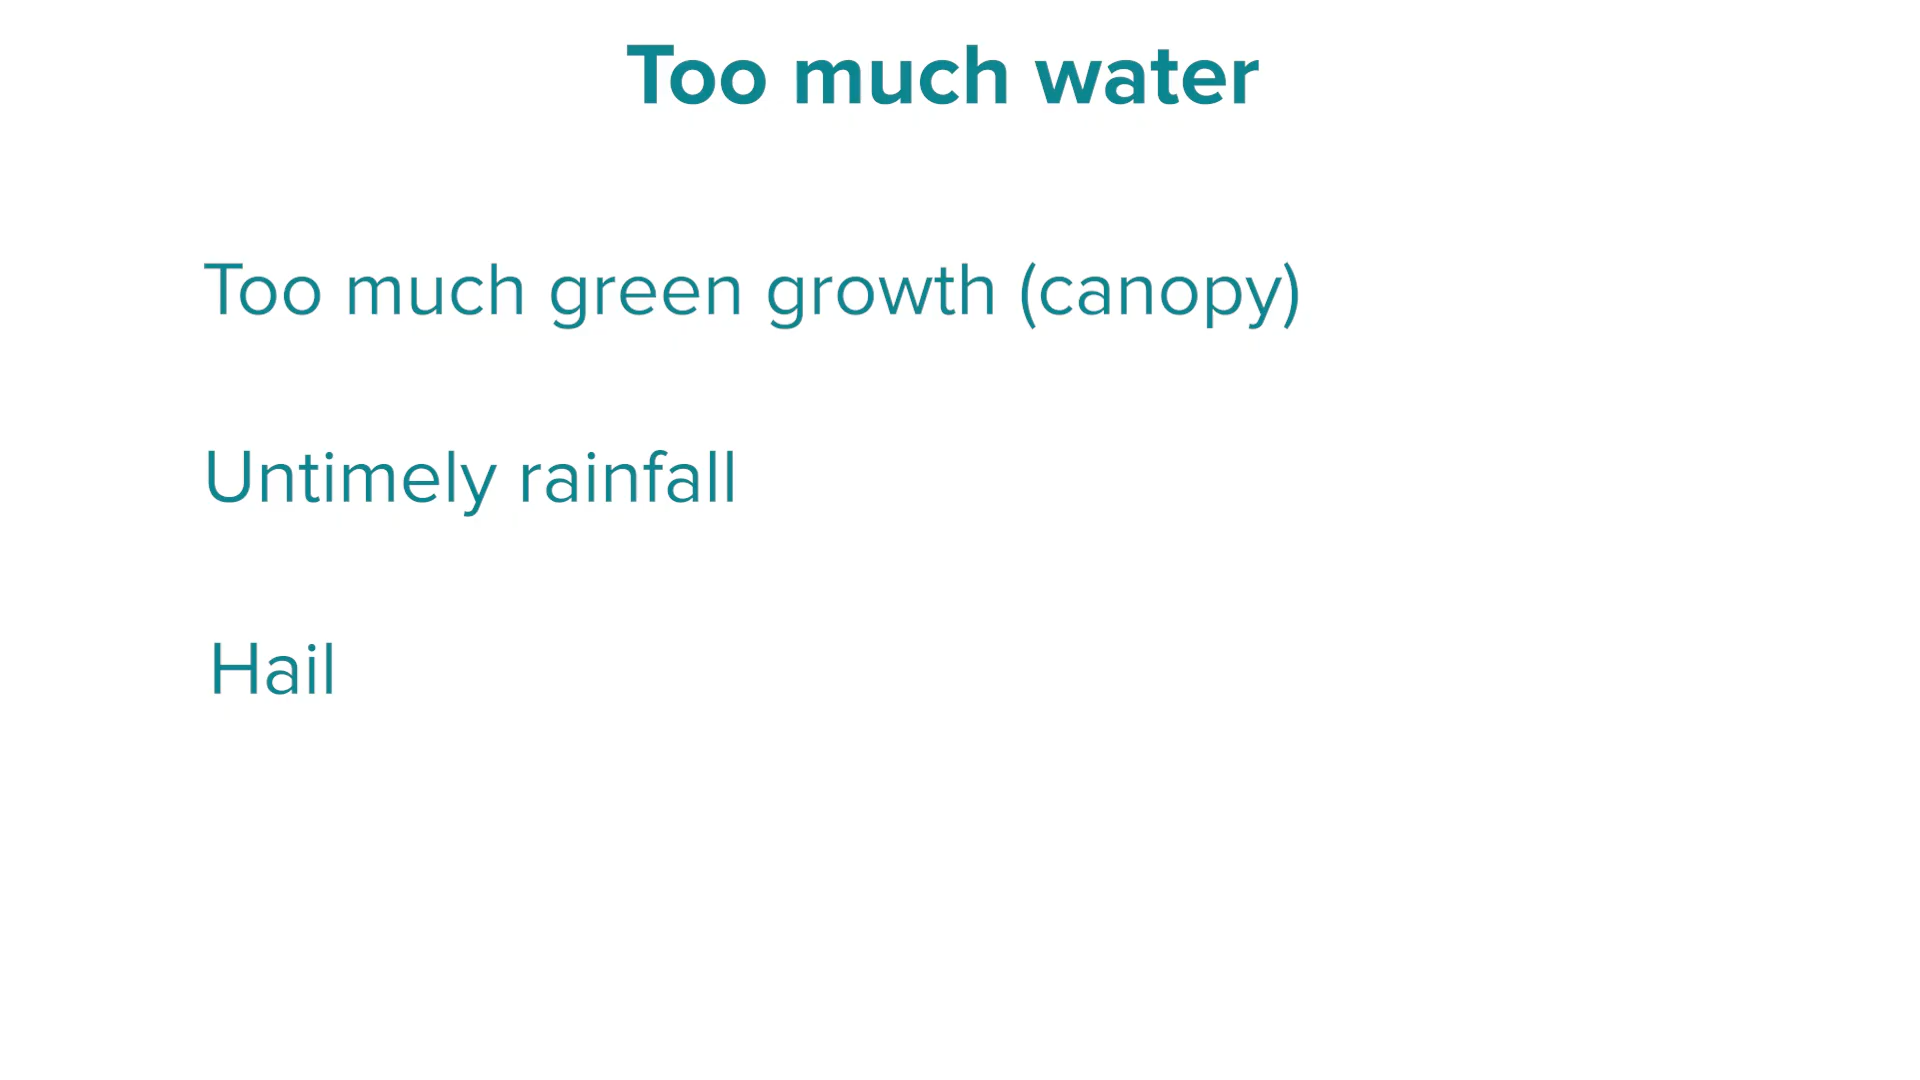 Too much water
Too much green growth (canopy)
Untimely rainfall
Hail